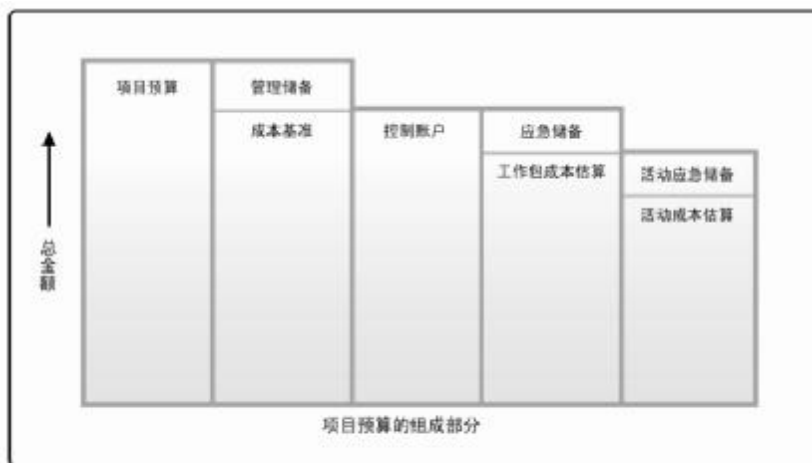 项目预算
管理储备
成本基准
控制账户
应急储备
工作包成本估算
活动应急储备
活动成本估算
总金额
项目预算的组成部分